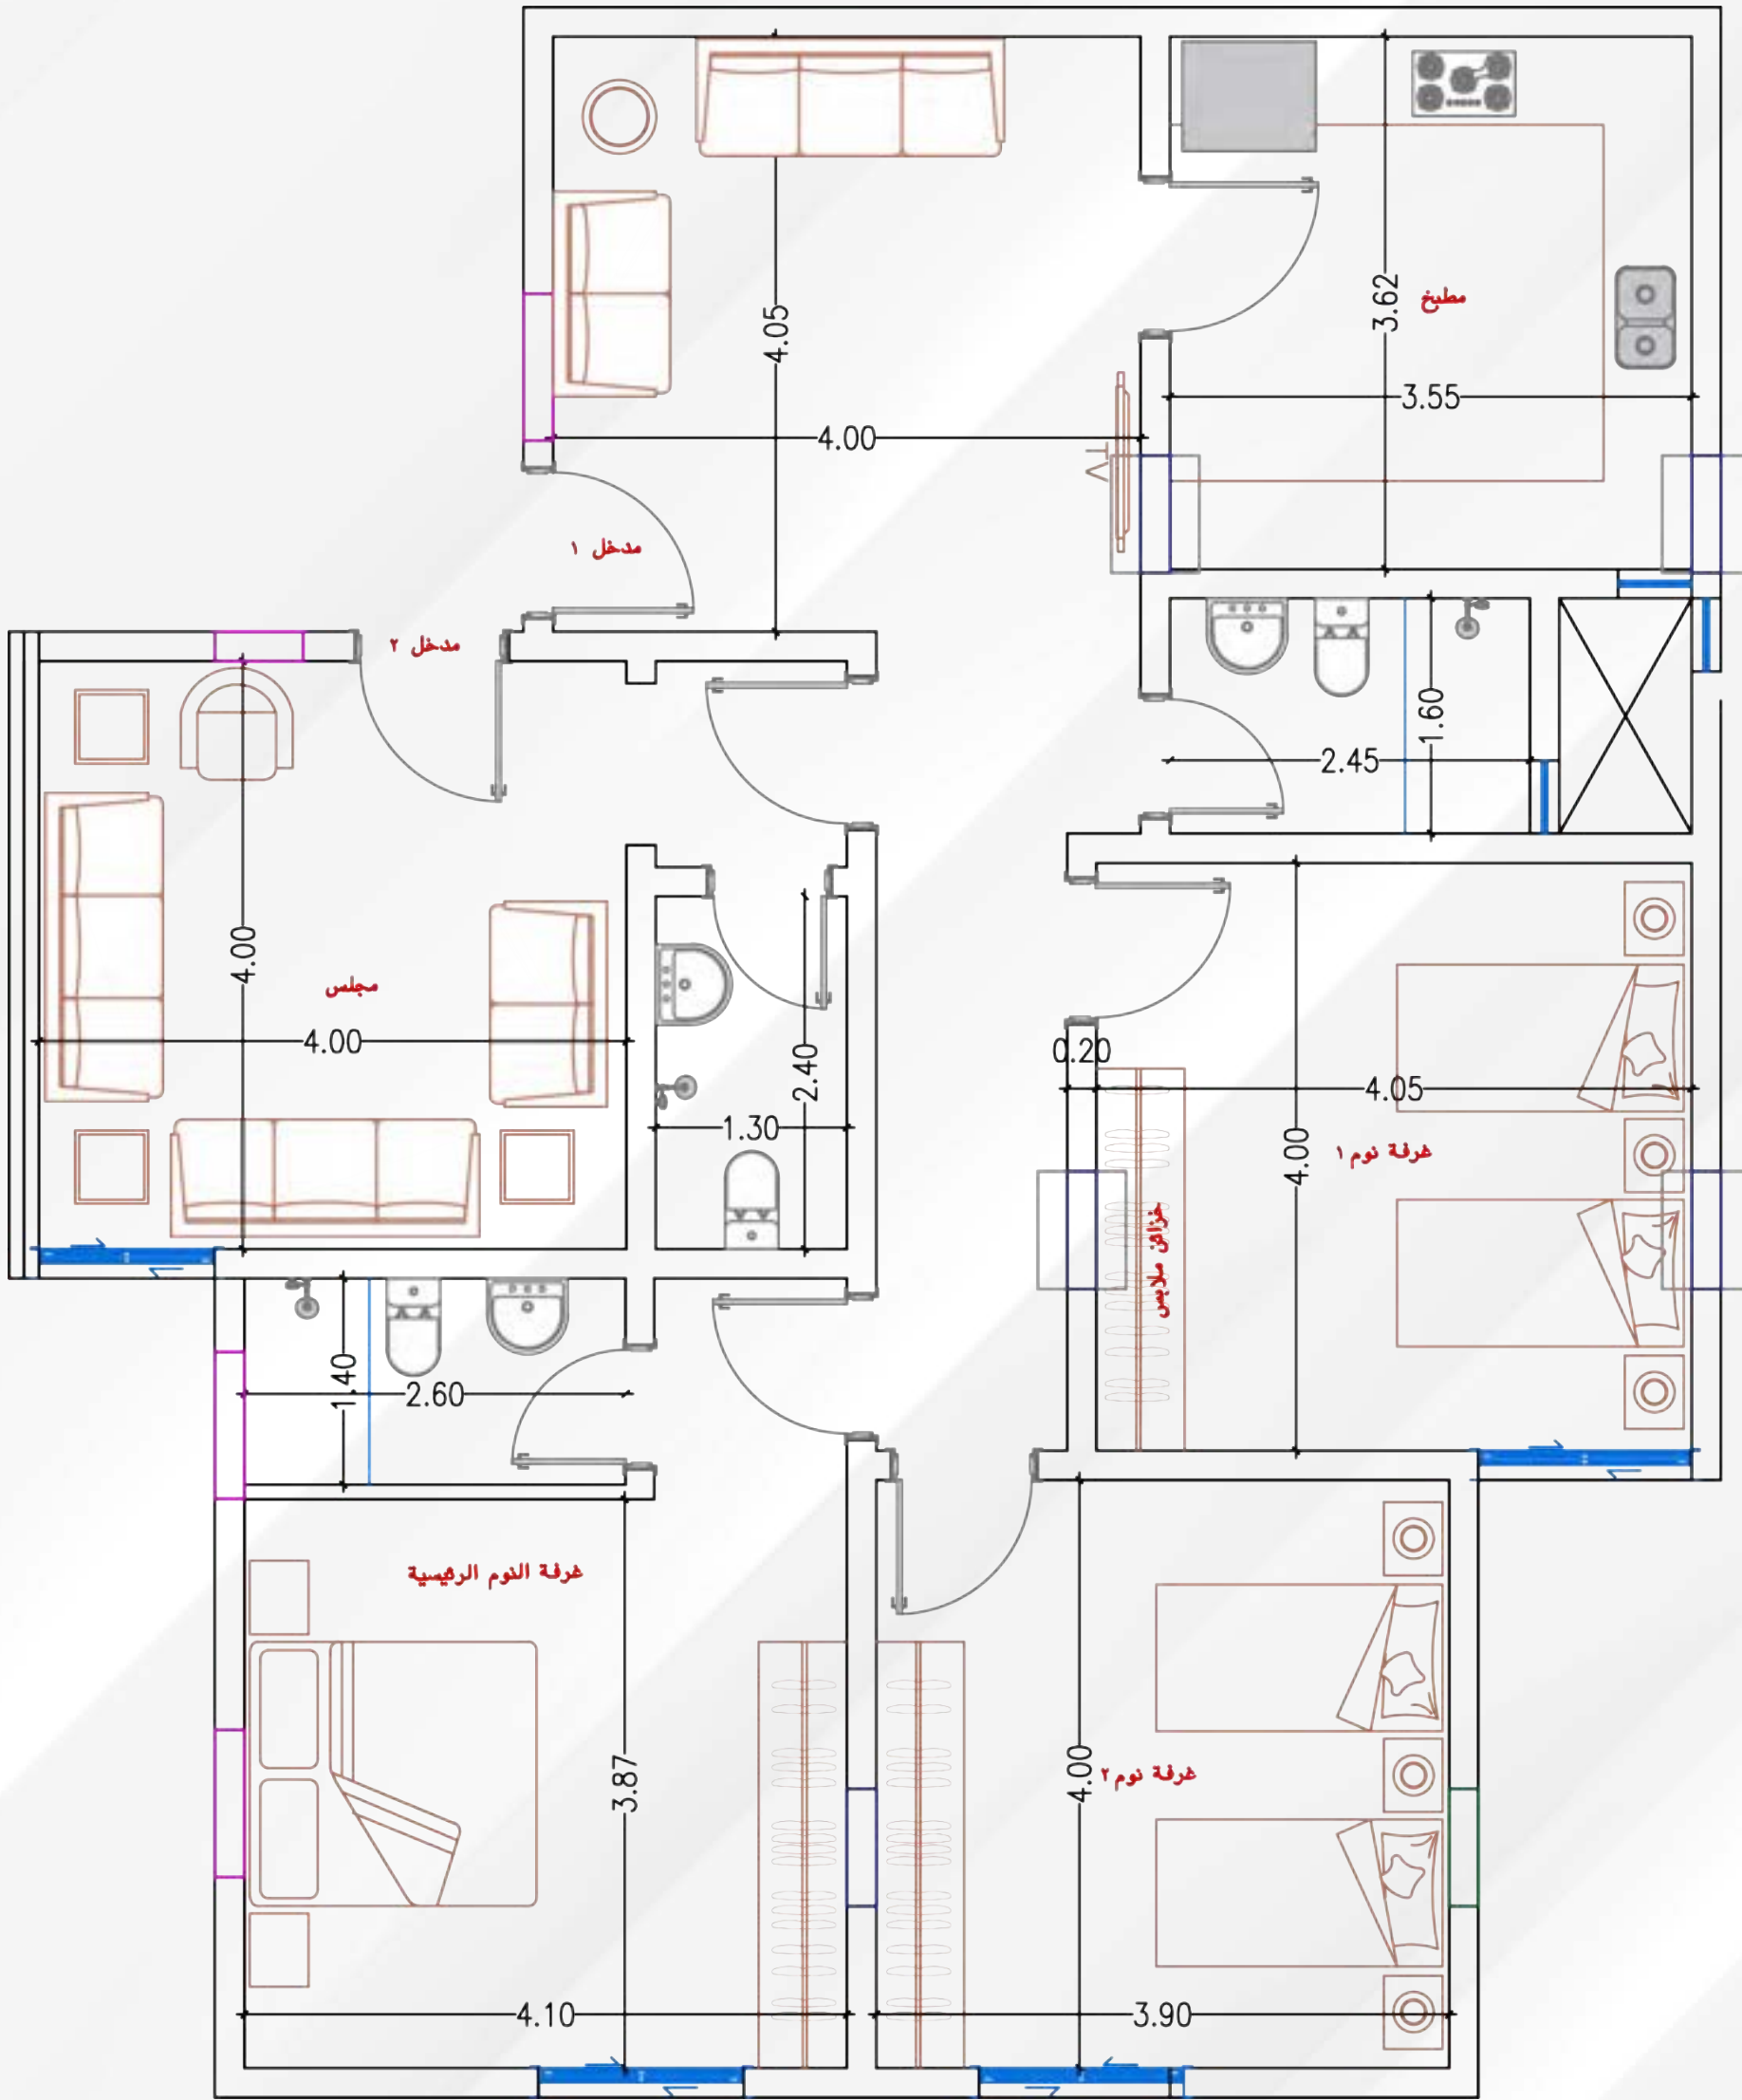 4.05
3.62
مطبخ
3.55
4.00
TV
مدخل ١
مدخل ٢
1.60
2.45
4.00
مجلس
4.00
2.40
1.30
0.20
4.05
4.00
غرفة نوم ١
خزائن ملابس
1.40
2.60
غرفة النوم الرئيسية
3.87
4.00
غرفة نوم ٢
4.10
3.90